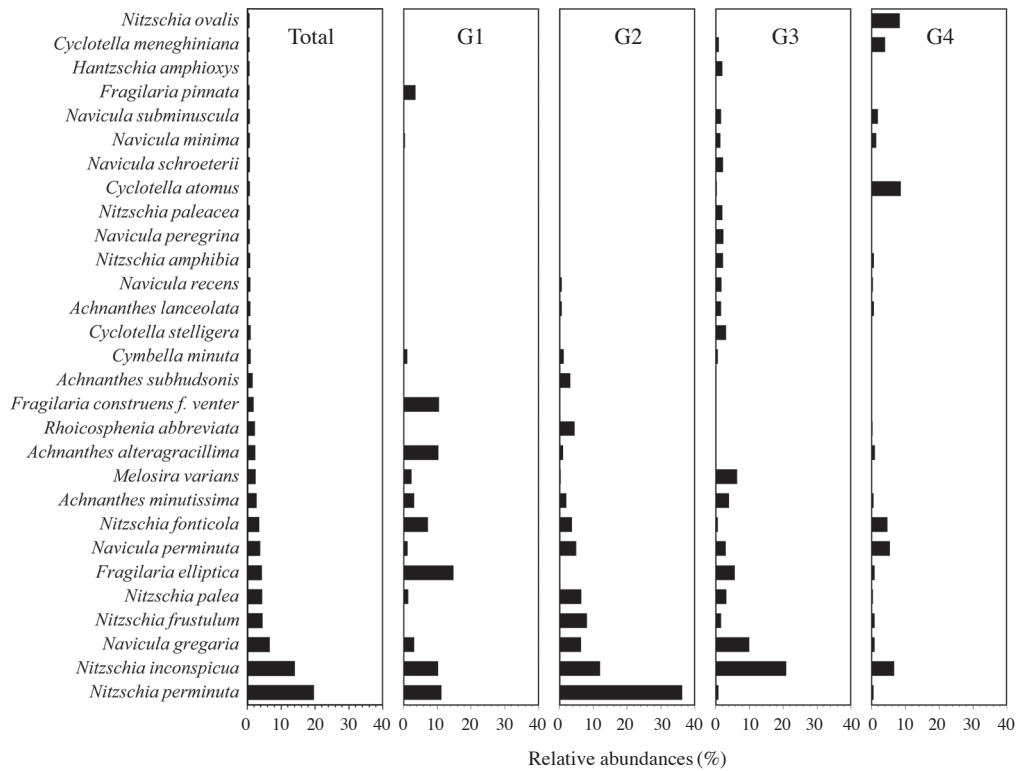 Nitzschia ovalis
Cyclotella meneghiniana
Hantzschia amphioxys
Fragilaria pinnata
Navicula subminuscula
Navicula minima
Navicula schroeterii
Cyclotella atomus
Nitzschia paleacea
Navicula peregrina
Nitzschia amphibia
Navicula recens
Achnanthes lanceolata
Cyclotella stelligera
Cymbella minuta
Achnanthes subhudsonis
Fragilaria construens f. venter
Rhoicosphenia abbreviata
Achnanthes alteragracillima
Melosira varians
Achnanthes minutissima
Nitzschia fonticola
Navicula perminuta
Fragilaria elliptica
Nitzschia palea
Nitzschia frustulum
Navicula gregaria
Nitzschia inconspicua
Nitzschia perminuta
Total G1 G2 G3 G4
0 10 20 30 40 0 10 20 30 40 0 10 20 30 40 0 10 20 30 40 0 10 20 30 40
Relative abundances (%)